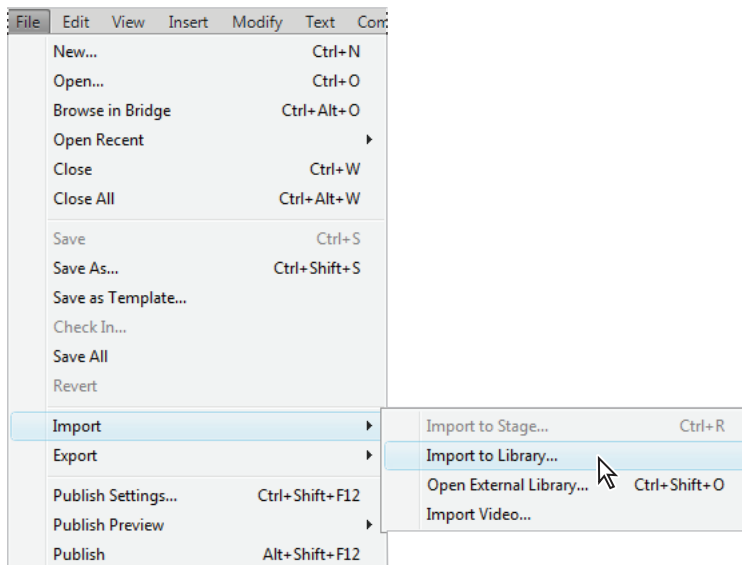 File Edit View Insert Modify Text Com
New... Ctrl+N
Open... Ctrl+O
Browse in Bridge Ctrl+Alt+O
Open Recent
Close Ctrl+W
Close All Ctrl+Alt+W
Save Ctrl+S
Save As... Ctrl+Shift+S
Save as Template...
Check In...
Save All
Revert
Import
Export
Publish Settings... Ctrl+Shift+F12
Publish Preview
Publish Alt+Shift+F12
Import to Stage... Ctrl+R
Import to Library...
Open External Library... Ctrl+Shift+O
Import Video...